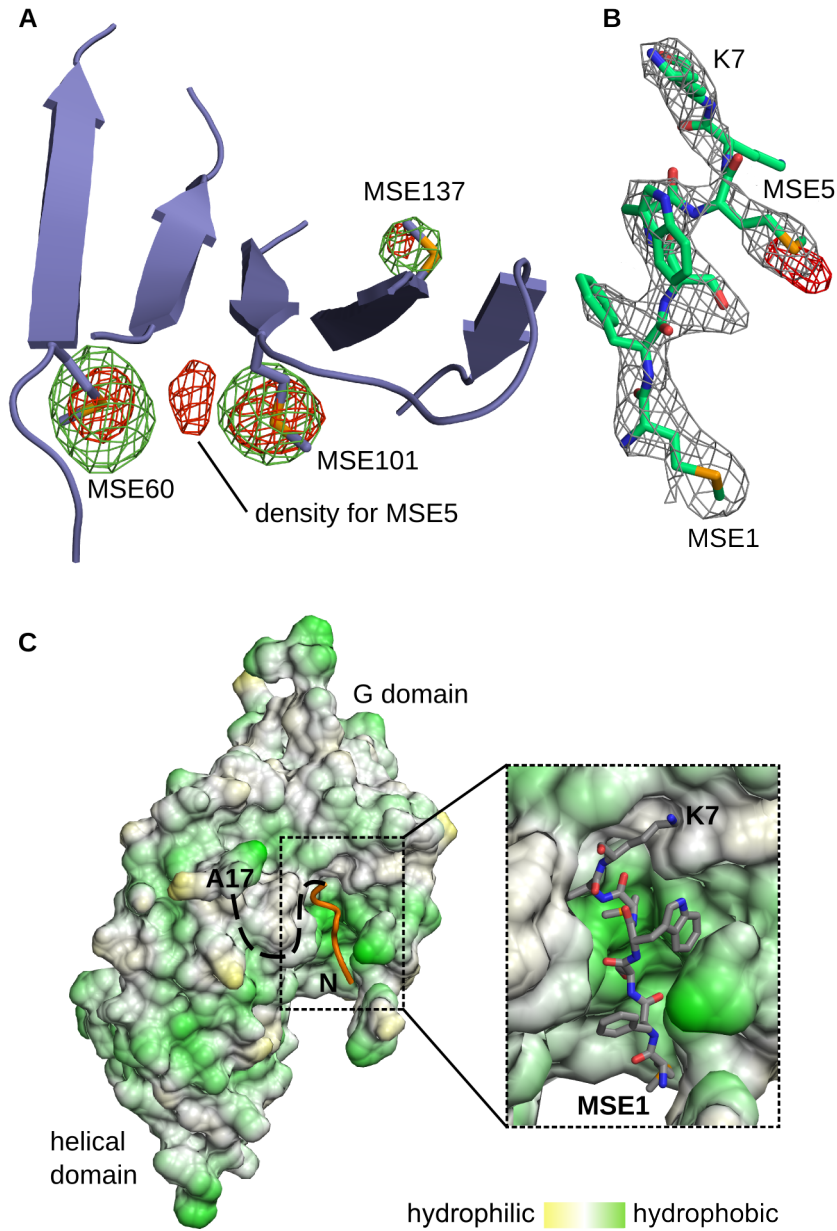 A
B
K7
MSE5
MSE137
MSE60
MSE101
density for MSE5
MSE1
C
G domain
A17
N
K7
MSE1
helical
domain
hydrophilic
hydrophobic